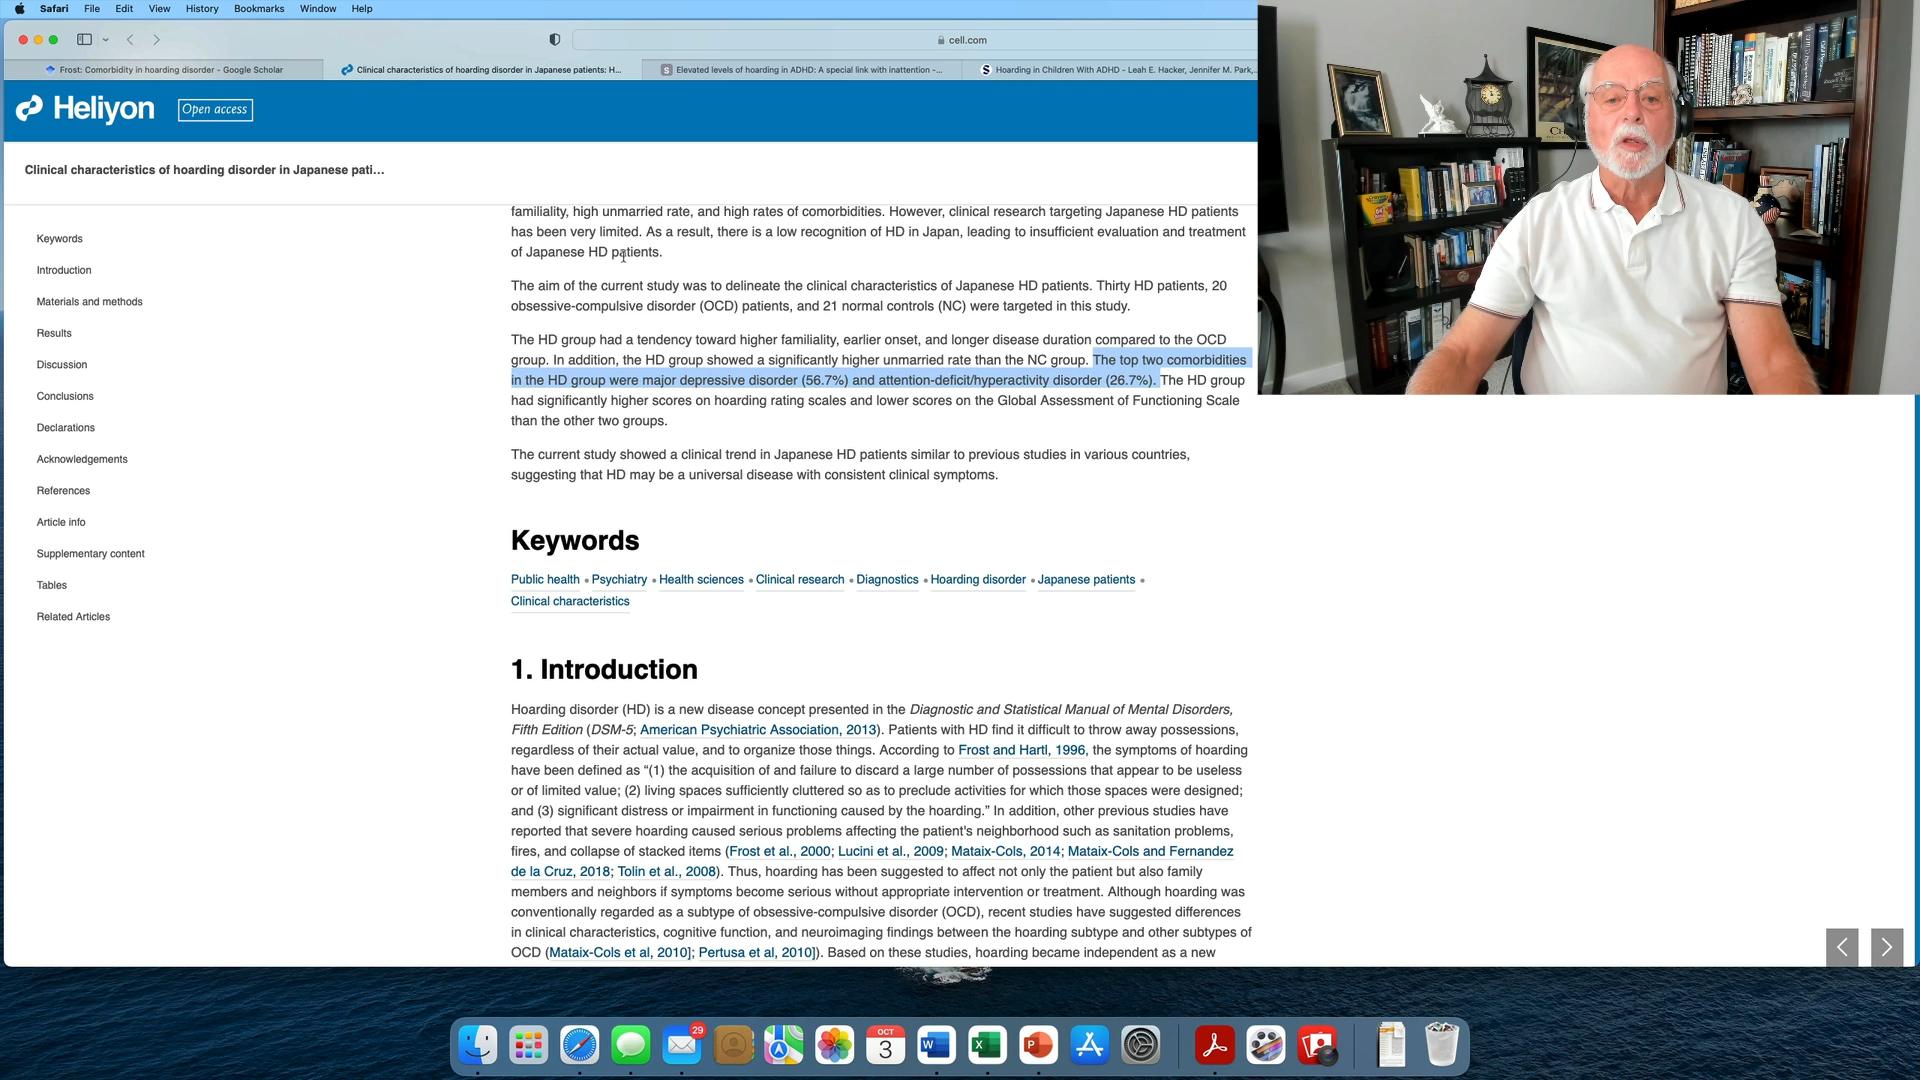 Safari File Edit View History Bookmarks Window Help
cell.com
Frost: Comorbidity in hoarding disorder - Google Scholar
Clinical characteristics of hoarding disorder in Japanese patients: H...
Elevated levels of hoarding in ADHD: A special link with inattention -...
Hoarding in Children With ADHD - Leah E. Hacker, Jennifer M. Park,...
Heliyon Open access
Clinical characteristics of hoarding disorder in Japanese pati...
Keywords
Introduction
Materials and methods
Results
Discussion
Conclusions
Declarations
Acknowledgements
References
Article info
Supplementary content
Tables
Related Articles
familiality, high unmarried rate, and high rates of comorbidities. However, clinical research targeting Japanese HD patients
has been very limited. As a result, there is a low recognition of HD in Japan, leading to insufficient evaluation and treatment
of Japanese HD patients.
The aim of the current study was to delineate the clinical characteristics of Japanese HD patients. Thirty HD patients, 20
obsessive-compulsive disorder (OCD) patients, and 21 normal controls (NC) were targeted in this study.
The HD group had a tendency toward higher familiality, earlier onset, and longer disease duration compared to the OCD
group. In addition, the HD group showed a significantly higher unmarried rate than the NC group. The top two comorbidities
in the HD group were major depressive disorder (56.7%) and attention-deficit/hyperactivity disorder (26.7%). The HD group
had significantly higher scores on hoarding rating scales and lower scores on the Global Assessment of Functioning Scale
than the other two groups.
The current study showed a clinical trend in Japanese HD patients similar to previous studies in various countries,
suggesting that HD may be a universal disease with consistent clinical symptoms.
Keywords
Public health • Psychiatry • Health sciences • Clinical research • Diagnostics • Hoarding disorder • Japanese patients •
Clinical characteristics
1. Introduction
Hoarding disorder (HD) is a new disease concept presented in the Diagnostic and Statistical Manual of Mental Disorders,
Fifth Edition (DSM-5; American Psychiatric Association, 2013). Patients with HD find it difficult to throw away possessions,
regardless of their actual value, and to organize those things. According to Frost and Hartl, 1996, the symptoms of hoarding
have been defined as “(1) the acquisition of and failure to discard a large number of possessions that appear to be useless
or of limited value; (2) living spaces sufficiently cluttered so as to preclude activities for which those spaces were designed;
and (3) significant distress or impairment in functioning caused by the hoarding.” In addition, other previous studies have
reported that severe hoarding caused serious problems affecting the patient's neighborhood such as sanitation problems,
fires, and collapse of stacked items (Frost et al., 2000; Lucini et al., 2009; Mataix-Cols, 2014; Mataix-Cols and Fernandez
de la Cruz, 2018; Tolin et al., 2008). Thus, hoarding has been suggested to affect not only the patient but also family
members and neighbors if symptoms become serious without appropriate intervention or treatment. Although hoarding was
conventionally regarded as a subtype of obsessive-compulsive disorder (OCD), recent studies have suggested differences
in clinical characteristics, cognitive function, and neuroimaging findings between the hoarding subtype and other subtypes of
OCD (Mataix-Cols et al, 2010]; Pertusa et al, 2010]). Based on these studies, hoarding became independent as a new
29
OCT
3
W
X
P